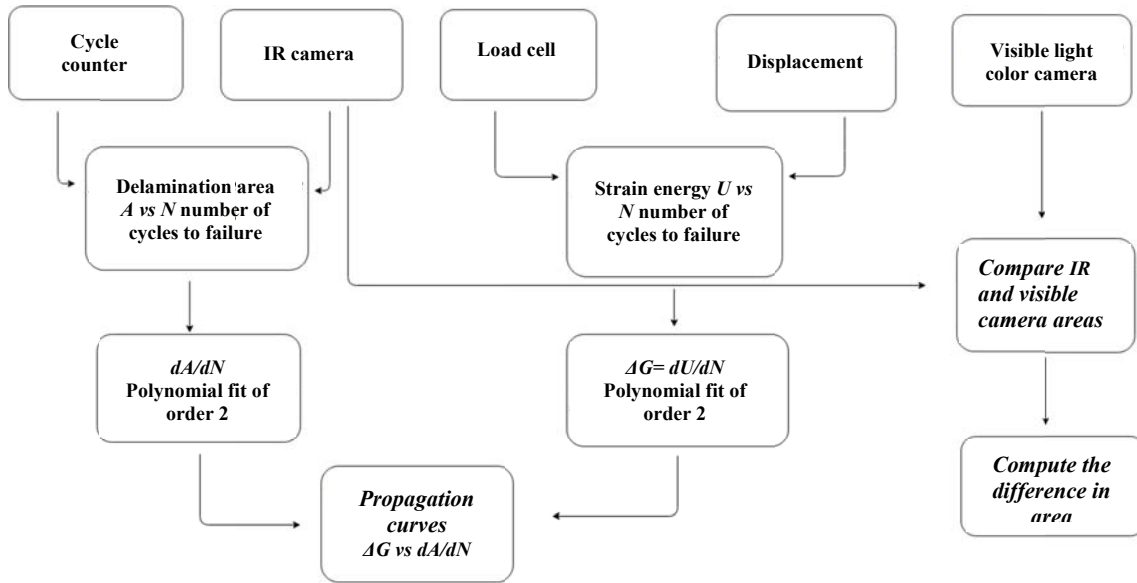 Cycle
counter
IR camera
Load cell
Displacement
Visible light
color camera
Delamination area
A vs N number of
cycles to failure
Strain energy U vs
N number of
cycles to failure
Compare IR
and visible
camera areas
dA/dN
Polynomial fit of
order 2
ΔG= dU/dN
Polynomial fit of
order 2
Compute the
difference in
area
Propagation
curves
ΔG vs dA/dN